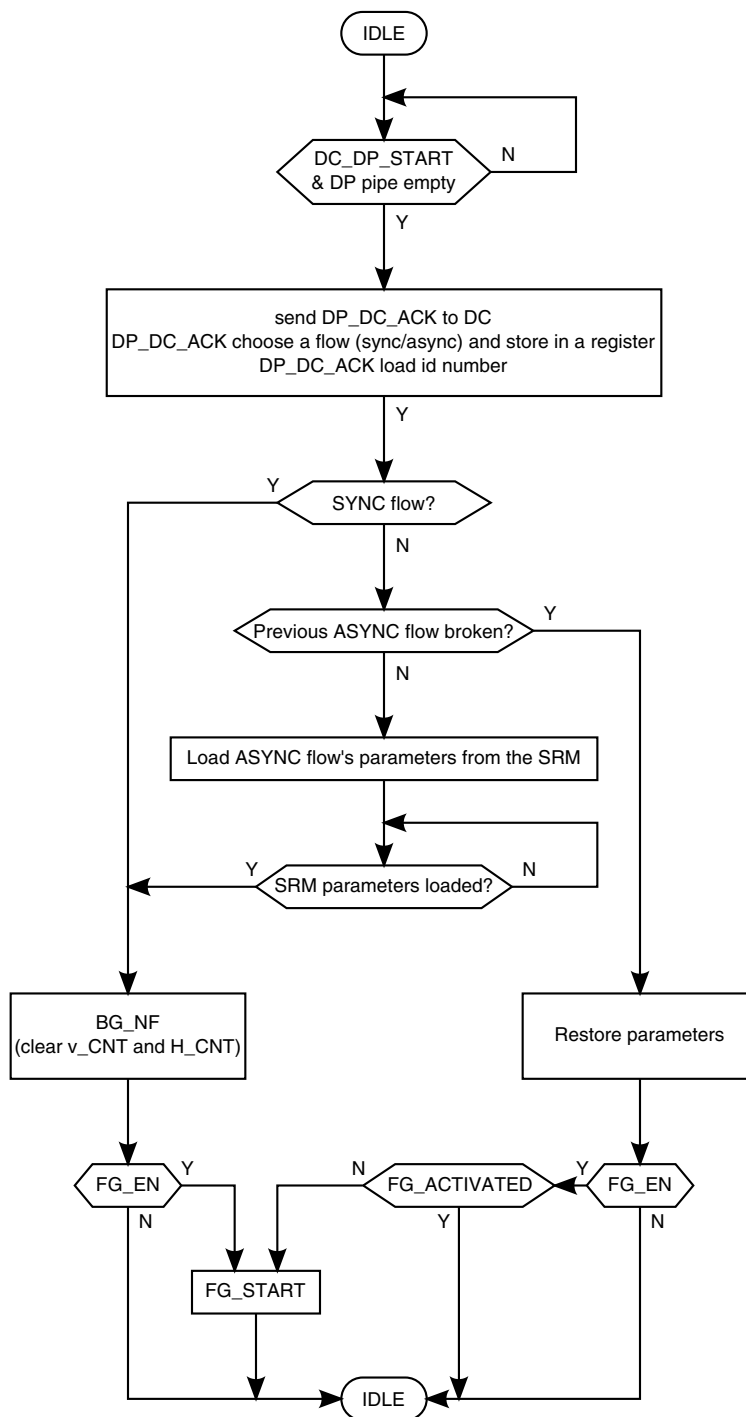 IDLE
DC_DP_START
& DP pipe empty
N
Y
send DP_DC_ACK to DC
DP_DC_ACK choose a flow (sync/async) and store in a register
DP_DC_ACK load id number
Y
Y
SYNC flow?
N
Previous ASYNC flow broken?
Y
N
Load ASYNC flow's parameters from the SRM
Y
SRM parameters loaded?
N
BG_NF
(clear v_CNT and H_CNT)
Restore parameters
FG_EN
Y
N
N
FG_ACTIVATED
Y
Y
FG_EN
N
FG_START
IDLE